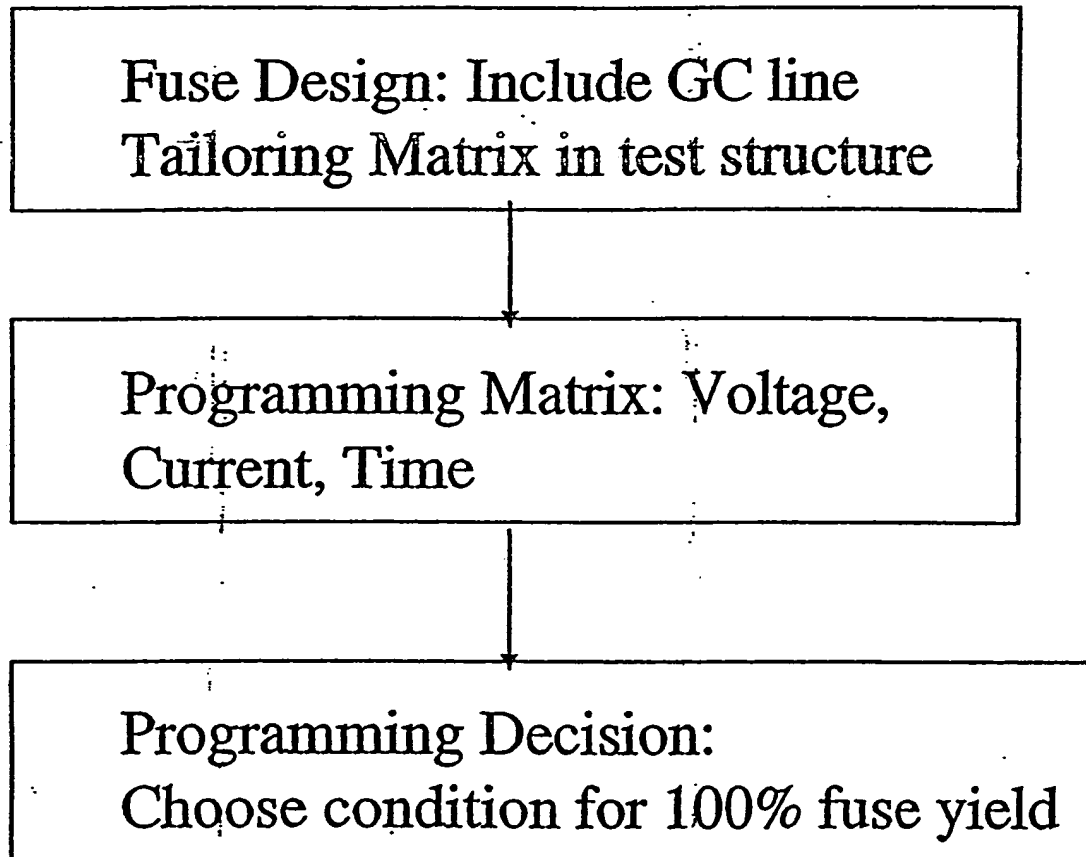 Fuse Design: Include GC line
Tailoring Matrix in test structure
Programming Matrix: Voltage,
Current, Time
Programming Decision:
Choose condition for 100% fuse yield